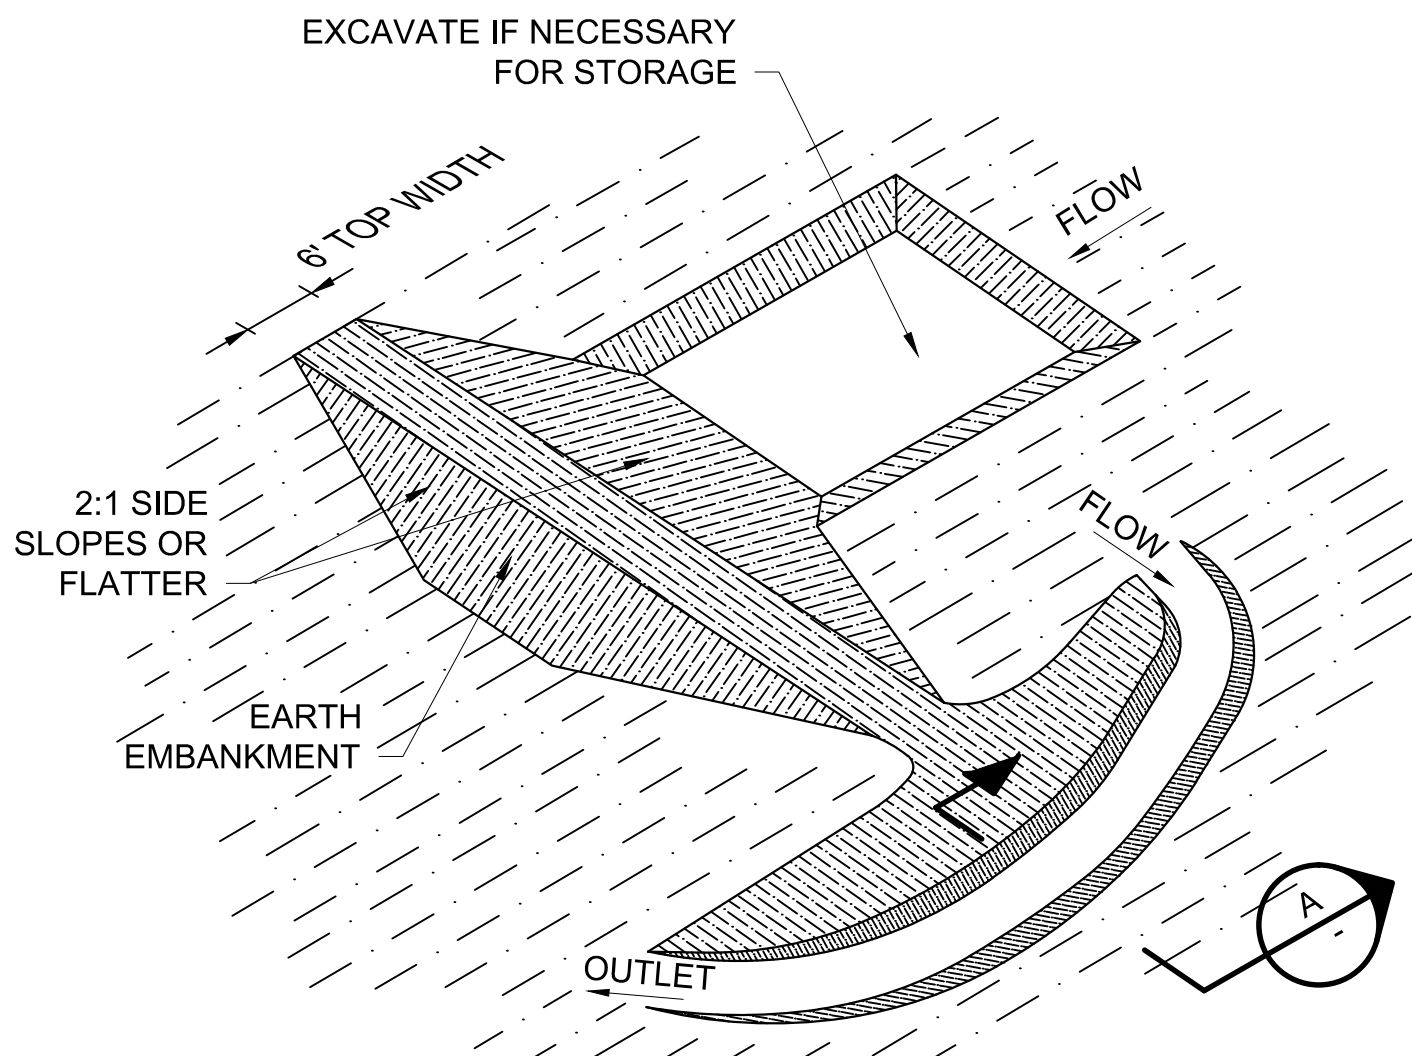 EXCAVATE IF NECESSARY
FOR STORAGE
6' TOP WIDTH
FLOW
2:1 SIDE
SLOPES OR
FLATTER
FLOW
EARTH
EMBANKMENT
A
-
OUTLET